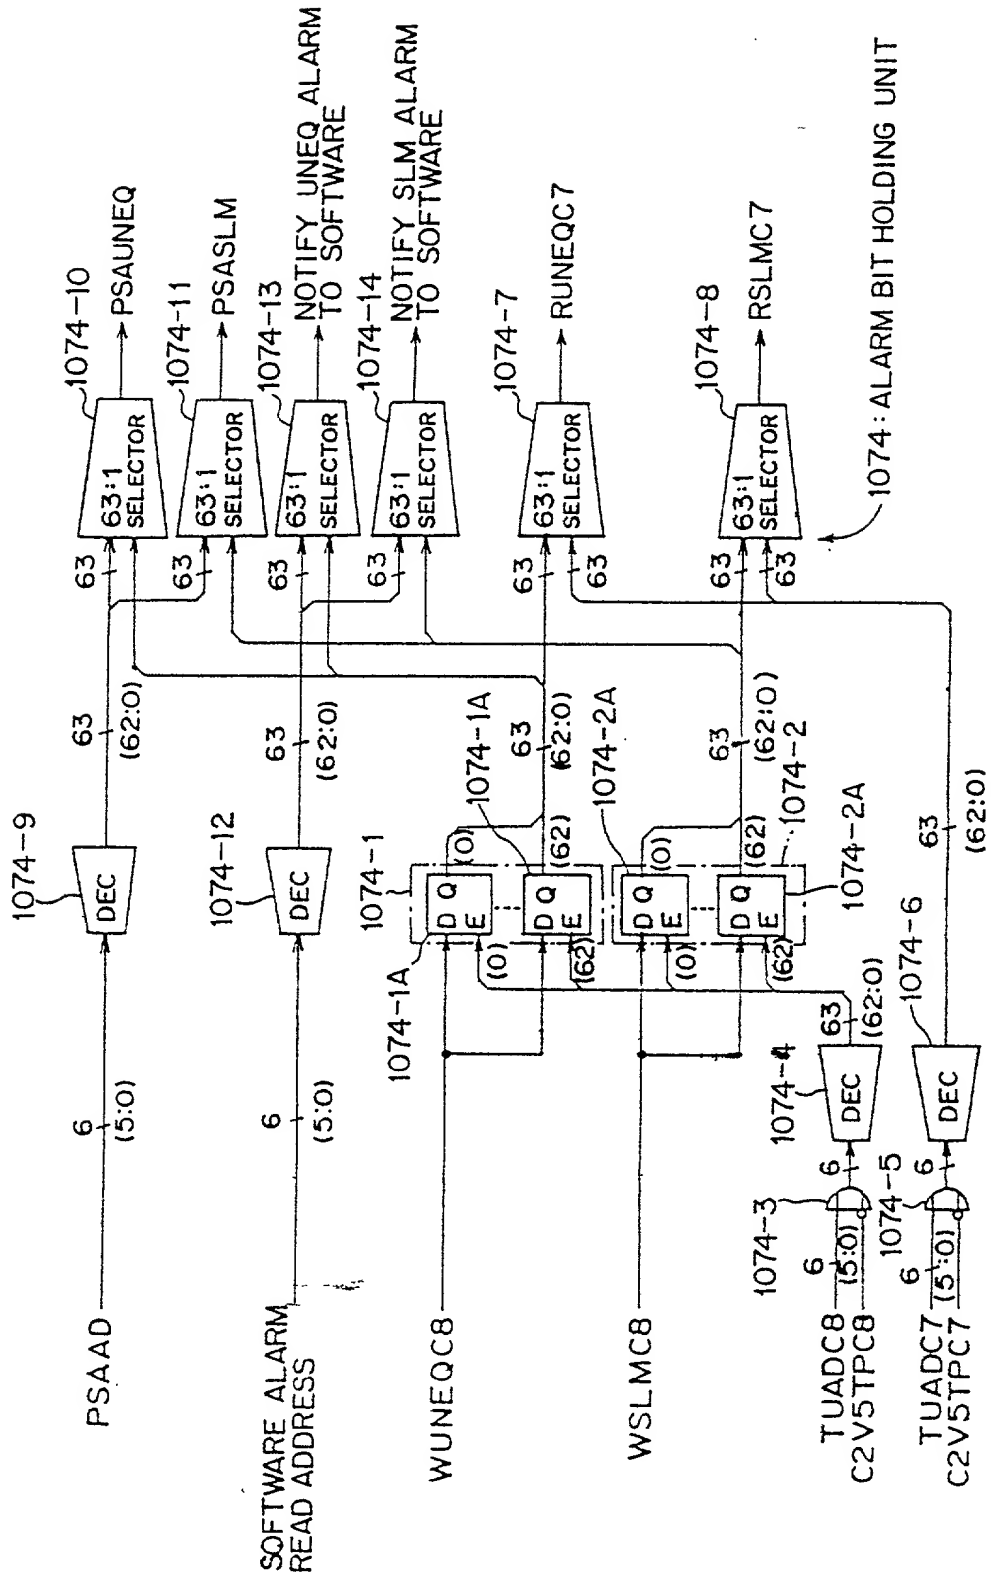 PSAAD
6
(5:0)
1074-9
DEC
63
(62:0)
63
63
1074-10
63:1
SELECTOR
PSAUNEQ
1074-11
63:1
SELECTOR
PSASLM
SOFTWARE ALARM
READ ADDRESS
6
(5:0)
1074-12
DEC
63
(62:0)
63
63
1074-13
63:1
SELECTOR
NOTIFY UNEQ ALARM
TO SOFTWARE
1074-14
63:1
SELECTOR
NOTIFY SLM ALARM
TO SOFTWARE
WUNEQC8
1074-1A
1074-1
D Q
E
(0)
(0)
D Q
E
(62)
(62)
1074-1A
63
(62:0)
63
63
1074-7
63:1
SELECTOR
RUNEQC7
WSLMC8
1074-2A
D Q
E
(0)
(0)
D Q
E
(62)
(62)
1074-2
1074-2A
63
(62:0)
63
63
1074-8
63:1
SELECTOR
RSLMC7
TUADC8
C2V5TPC8
6
(5:0)
1074-3
6
1074-4
DEC
63
(62:0)
TUADC7
C2V5TPC7
6
(5:0)
1074-5
6
DEC
1074-6
63
(62:0)
1074:ALARM BIT HOLDING UNIT